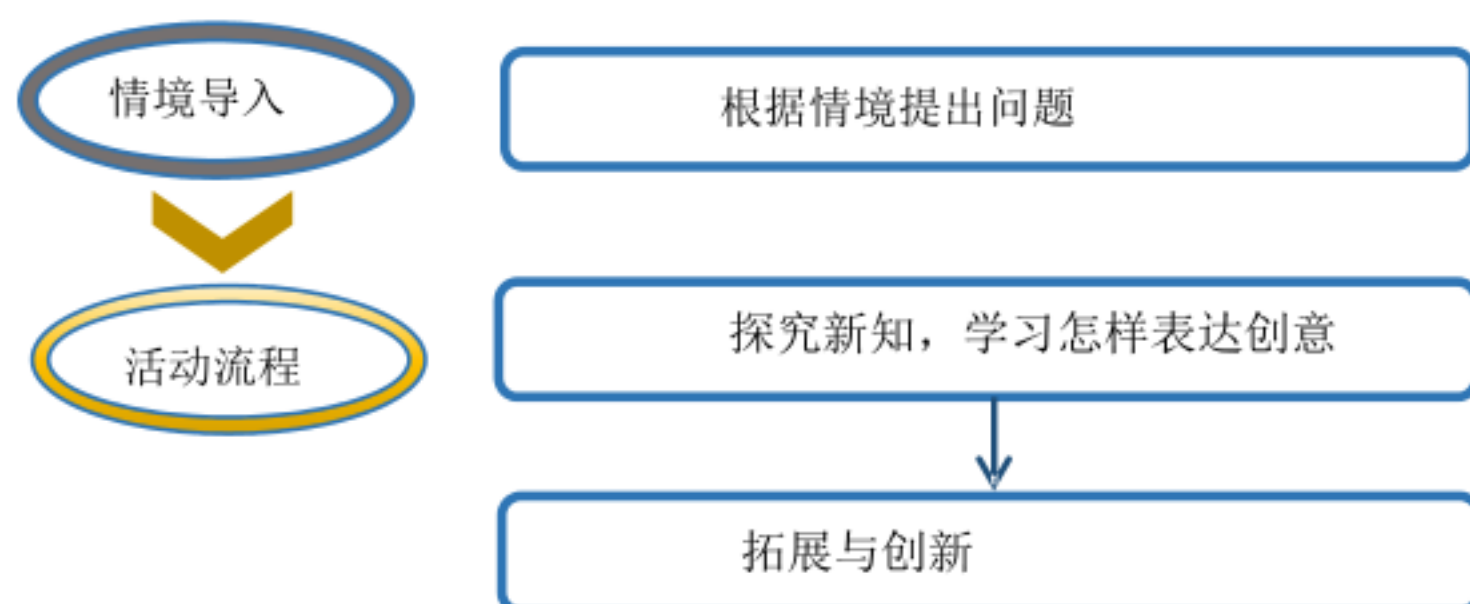 情境导入
根据情境提出问题
活动流程
探究新知，学习怎样表达创意
拓展与创新